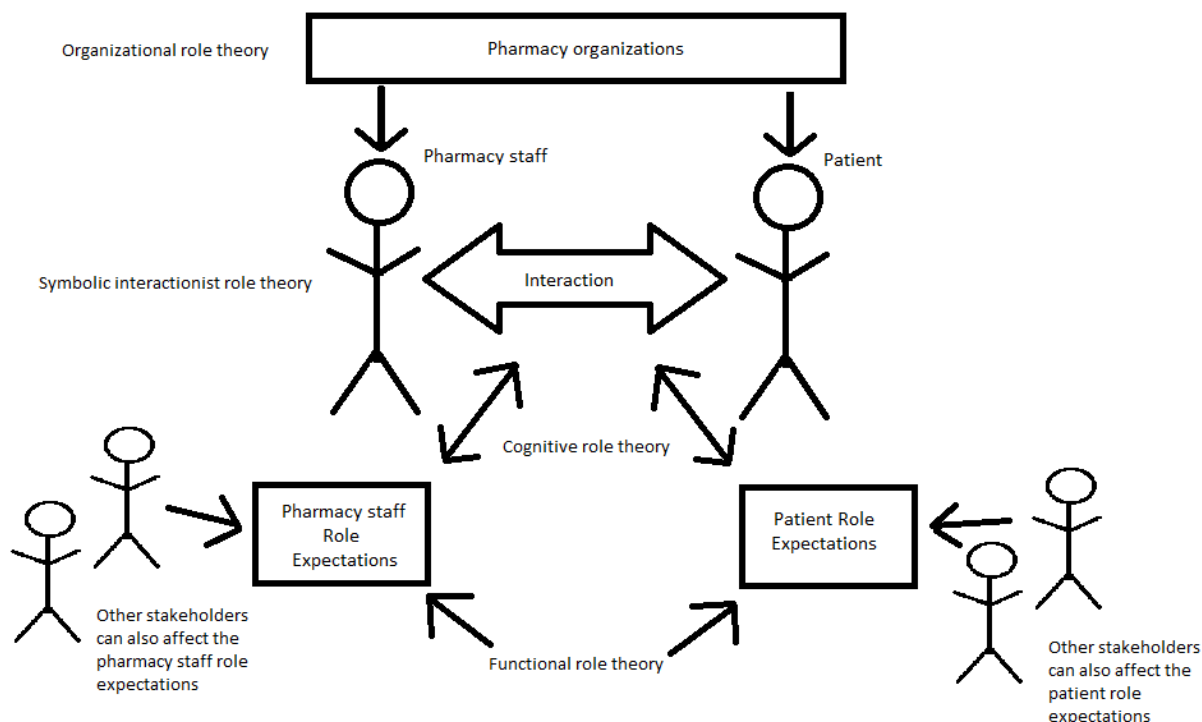 Organizational role theory
Pharmacy organizations
Pharmacy staff
Patient
Symbolic interactionist role theory
Interaction
Cognitive role theory
Pharmacy staff
Role
Expectations
Patient Role
Expectations
Other stakeholders
can also affect the
pharmacy staff role
expectations
Functional role theory
Other stakeholders
can also affect the
patient role
expectations